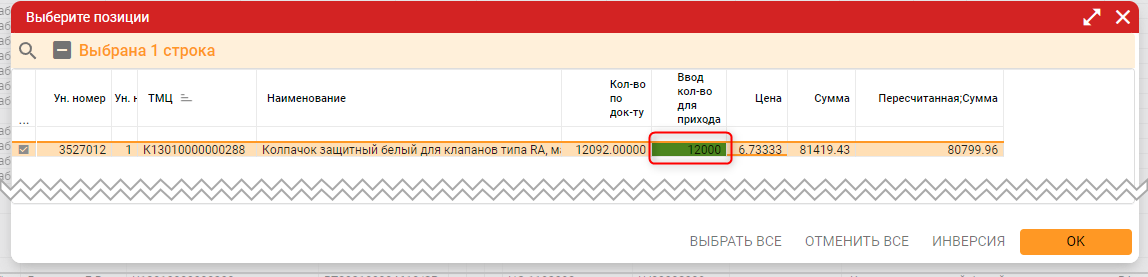 Выберите позиции
Выбрана 1 строка
... Ун. номер Ун. н ТМЦ Наименование Кол-во по док-ту Ввод кол-во для прихода Цена Сумма Пересчитанная;Сумма
3527012 1 К13010000000288 Колпачок защитный белый для клапанов типа RA, ма 12092.00000 12000 6.73333 81419.43 80799.96
ВЫБРАТЬ ВСЕ ОТМЕНИТЬ ВСЕ ИНВЕРСИЯ OK